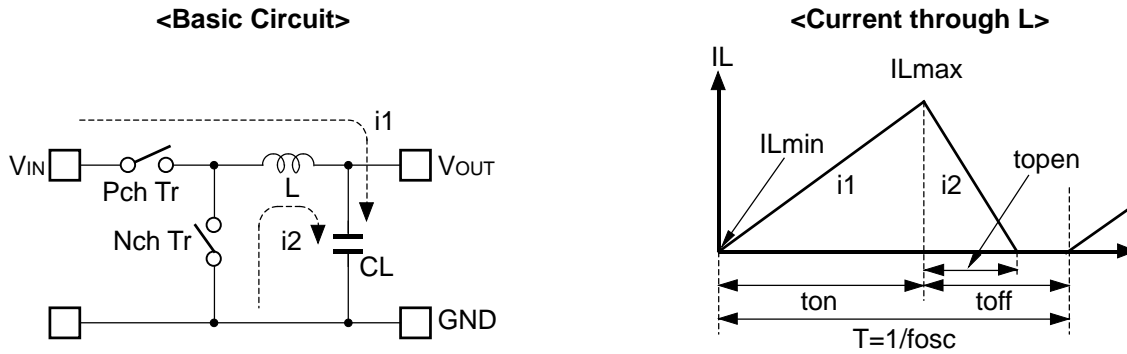 <Basic Circuit>
i1
VIN
Pch Tr
L
VOUT
Nch Tr
i2
CL
GND
<Current through L>
IL
ILmax
ILmin
topen
i1
i2
ton
toff
T=1/fosc